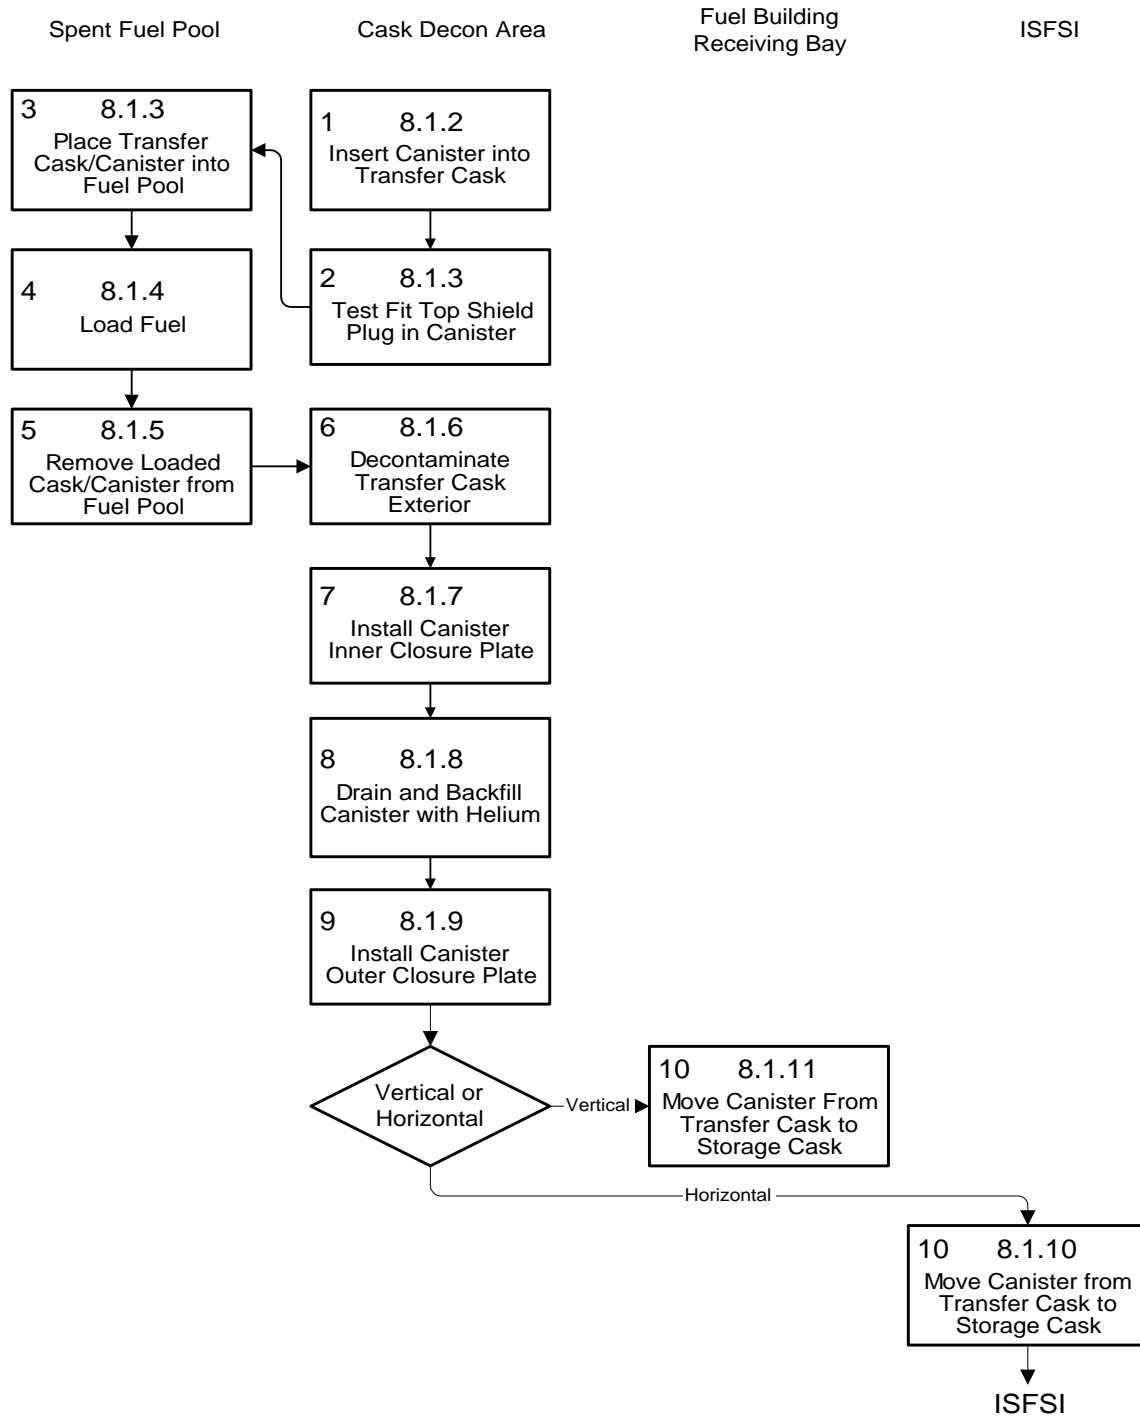 Spent Fuel Pool
Cask Decon Area
Fuel Building
Receiving Bay
ISFSI
1 8.1.2
Insert Canister into
Transfer Cask
2 8.1.3
Test Fit Top Shield
Plug in Canister
3 8.1.3
Place Transfer
Cask/Canister into
Fuel Pool
4 8.1.4
Load Fuel
5 8.1.5
Remove Loaded
Cask/Canister from
Fuel Pool
6 8.1.6
Decontaminate
Transfer Cask
Exterior
7 8.1.7
Install Canister
Inner Closure Plate
8 8.1.8
Drain and Backfill
Canister with Helium
9 8.1.9
Install Canister
Outer Closure Plate
Vertical or
Horizontal
Vertical
10 8.1.11
Move Canister From
Transfer Cask to
Storage Cask
Horizontal
10 8.1.10
Move Canister from
Transfer Cask to
Storage Cask
ISFSI